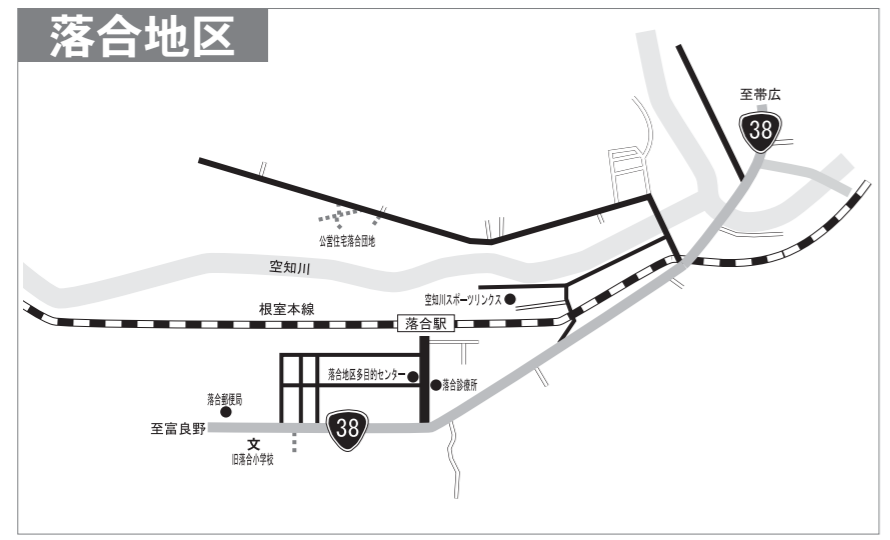 落合地区
至帯広
38
公営住宅落合団地
空知川
空知川スポーツリンクス
根室本線
落合駅
落合地区多目的センター
落合診療所
落合郵便局
至富良野
38
文
旧落合小学校